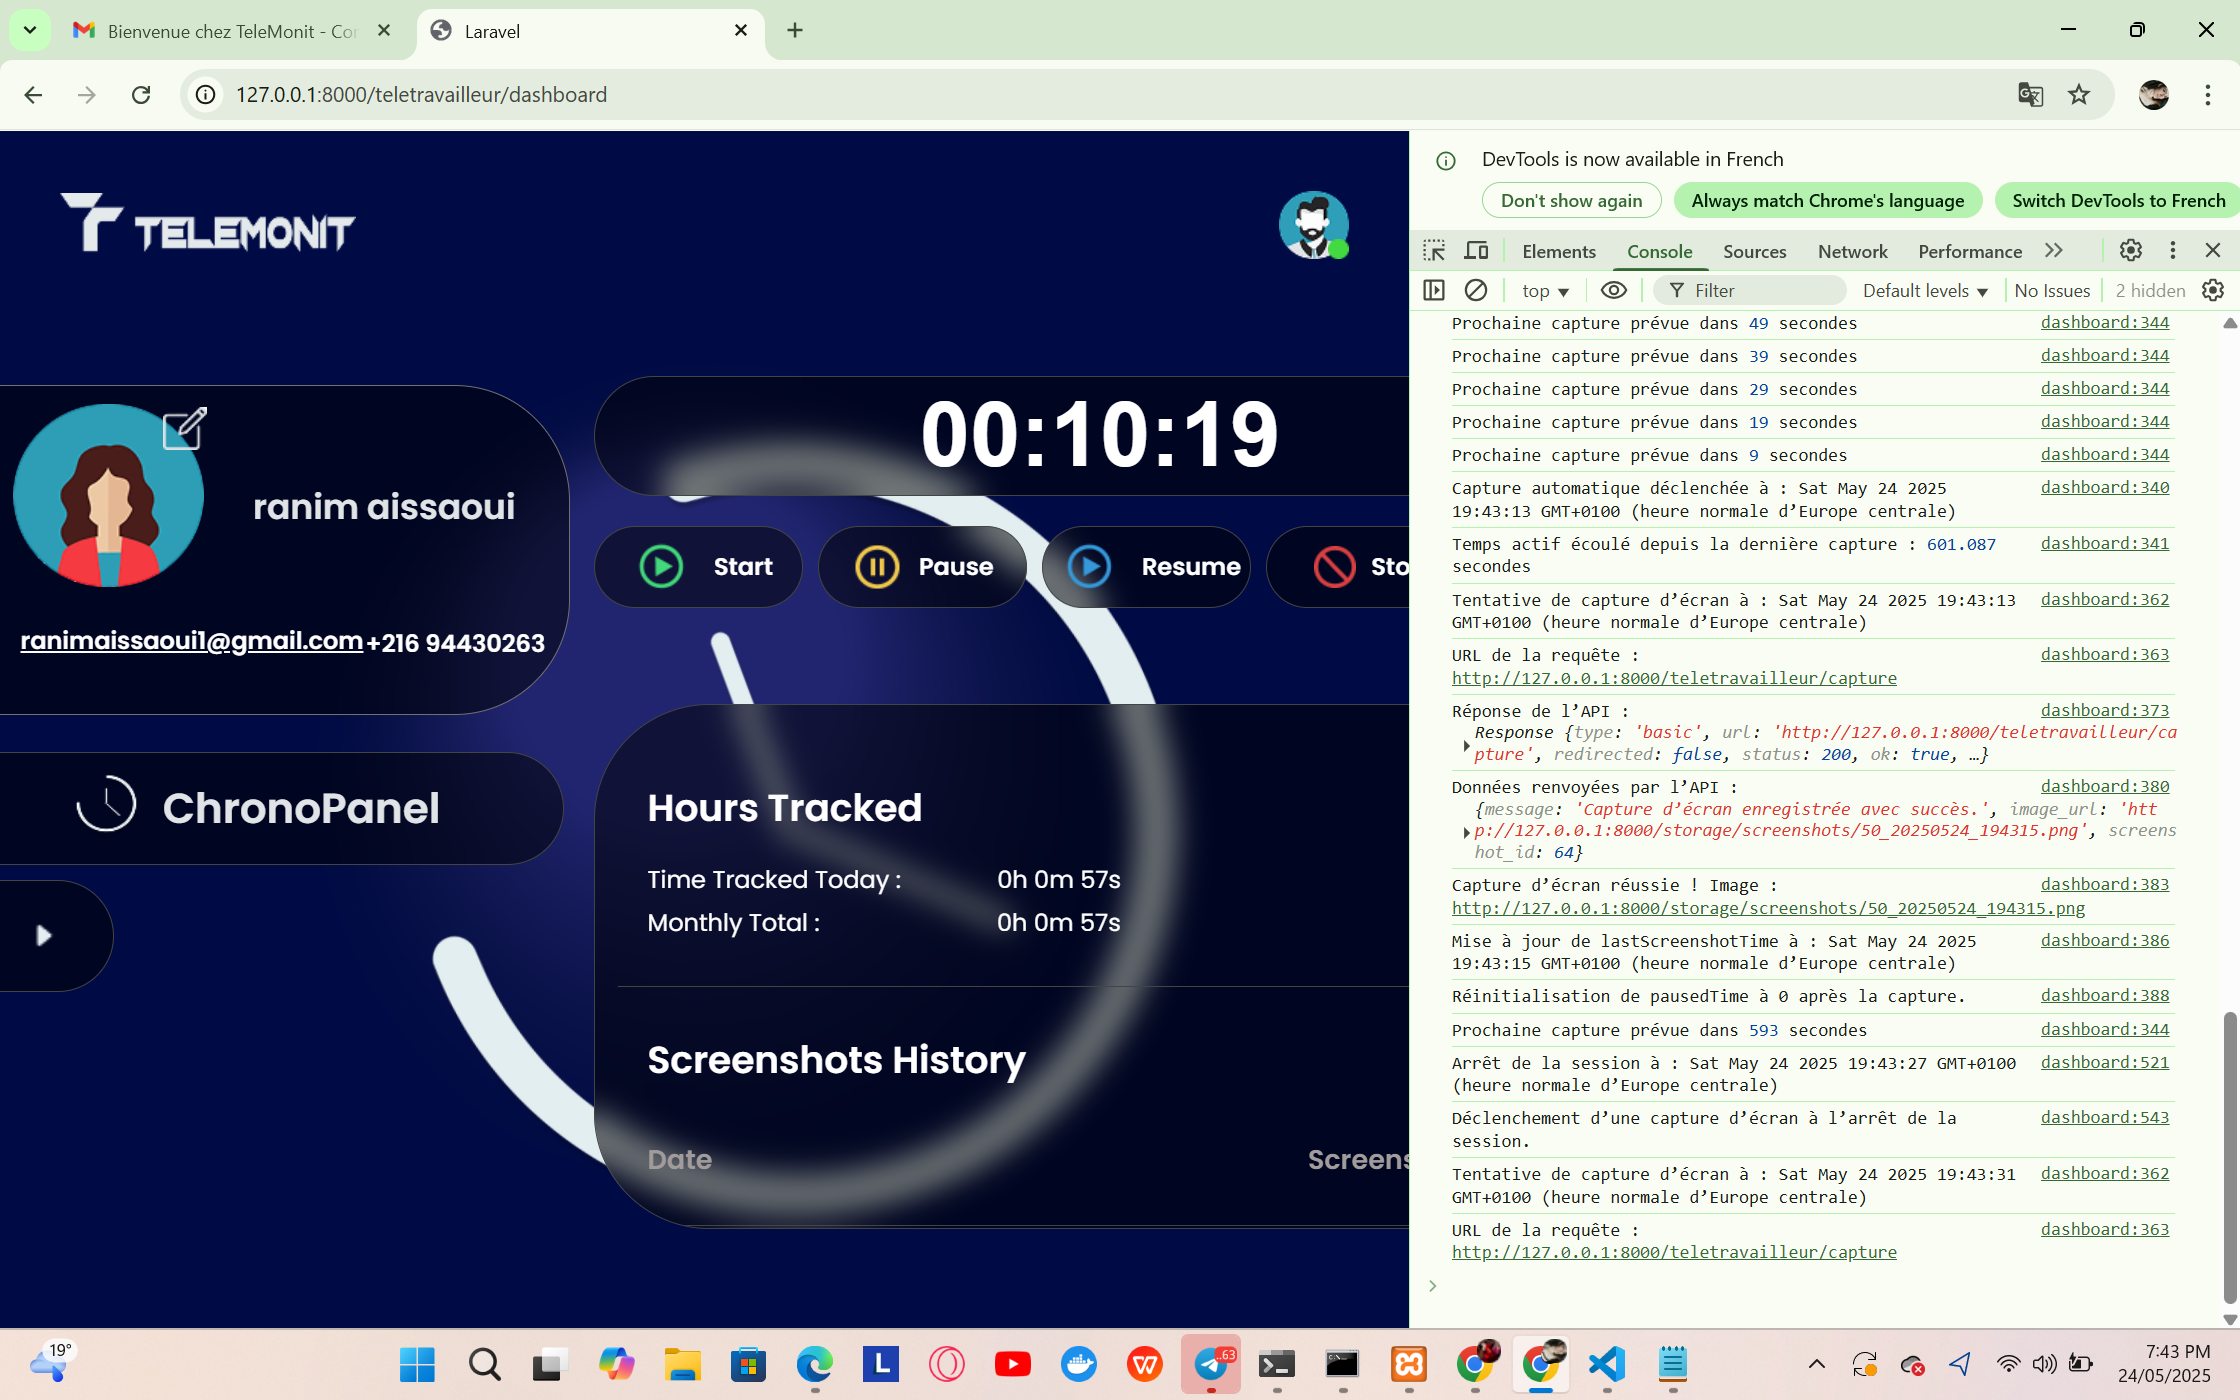 Bienvenue chez TeleMonit - Co
Laravel
127.0.0.1:8000/teletravailleur/dashboard
TELEMONIT
ranim aissaoui
ranimaissaoui1@gmail.com
+216 94430263
ChronoPanel
00:10:19
Start
Pause
Resume
Sto
Hours Tracked
Time Tracked Today : 0h 0m 57s
Monthly Total : 0h 0m 57s
Screenshots History
Date Screens
DevTools is now available in French
Don't show again
Always match Chrome's language
Switch DevTools to French
Elements Console Sources Network Performance
top Filter Default levels No Issues 2 hidden
Prochaine capture prévue dans 49 secondes dashboard:344
Prochaine capture prévue dans 39 secondes dashboard:344
Prochaine capture prévue dans 29 secondes dashboard:344
Prochaine capture prévue dans 19 secondes dashboard:344
Prochaine capture prévue dans 9 secondes dashboard:344
Capture automatique déclenchée à : Sat May 24 2025 dashboard:340
19:43:13 GMT+0100 (heure normale d’Europe centrale)
Temps actif écoulé depuis la dernière capture : 601.087 dashboard:341
secondes
Tentative de capture d’écran à : Sat May 24 2025 19:43:13 dashboard:362
GMT+0100 (heure normale d’Europe centrale)
URL de la requête : dashboard:363
http://127.0.0.1:8000/teletravailleur/capture
Réponse de l’API : dashboard:373
Response {type: 'basic', url: 'http://127.0.0.1:8000/teletravailleur/ca
pture', redirected: false, status: 200, ok: true, …}
Données renvoyées par l’API : dashboard:380
{message: 'Capture d’écran enregistrée avec succès.', image_url: 'htt
p://127.0.0.1:8000/storage/screenshots/50_20250524_194315.png', screens
hot_id: 64}
Capture d’écran réussie ! Image : dashboard:383
http://127.0.0.1:8000/storage/screenshots/50_20250524_194315.png
Mise à jour de lastScreenshotTime à : Sat May 24 2025 dashboard:386
19:43:15 GMT+0100 (heure normale d’Europe centrale)
Réinitialisation de pausedTime à 0 après la capture. dashboard:388
Prochaine capture prévue dans 593 secondes dashboard:344
Arrêt de la session à : Sat May 24 2025 19:43:27 GMT+0100 dashboard:521
(heure normale d’Europe centrale)
Déclenchement d’une capture d’écran à l’arrêt de la dashboard:543
session.
Tentative de capture d’écran à : Sat May 24 2025 19:43:31 dashboard:362
GMT+0100 (heure normale d’Europe centrale)
URL de la requête : dashboard:363
http://127.0.0.1:8000/teletravailleur/capture
19°
L
..63
7:43 PM
24/05/2025